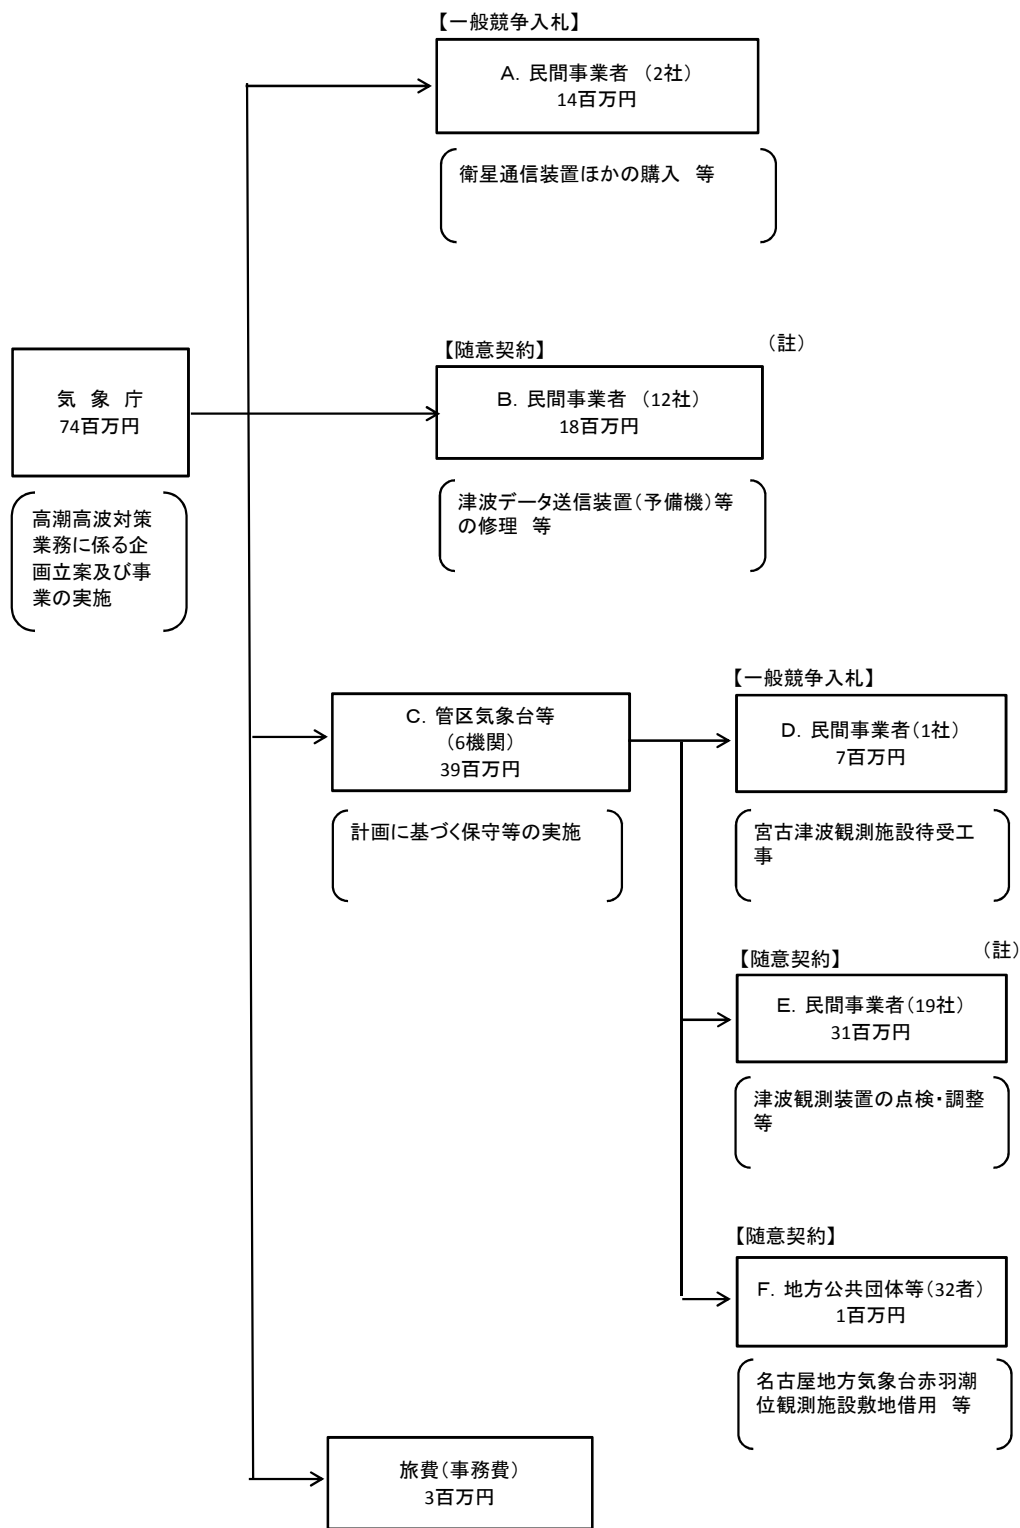 【一般競争入札】
A. 民間事業者 （2社）
14百万円
衛星通信装置ほかの購入 等
【随意契約】
（註）
B. 民間事業者 （12社）
18百万円
津波データ送信装置（予備機）等
の修理 等
気 象 庁
74百万円
高潮高波対策
業務に係る企
画立案及び事
業の実施
C. 管区気象台等
（6機関）
39百万円
計画に基づく保守等の実施
【一般競争入札】
D. 民間事業者（1社）
7百万円
宮古津波観測施設待受工
事
【随意契約】
（註）
E. 民間事業者（19社）
31百万円
津波観測装置の点検・調整
等
【随意契約】
F. 地方公共団体等（32者）
1百万円
名古屋地方気象台赤羽潮
位観測施設敷地借用 等
旅費（事務費）
3百万円